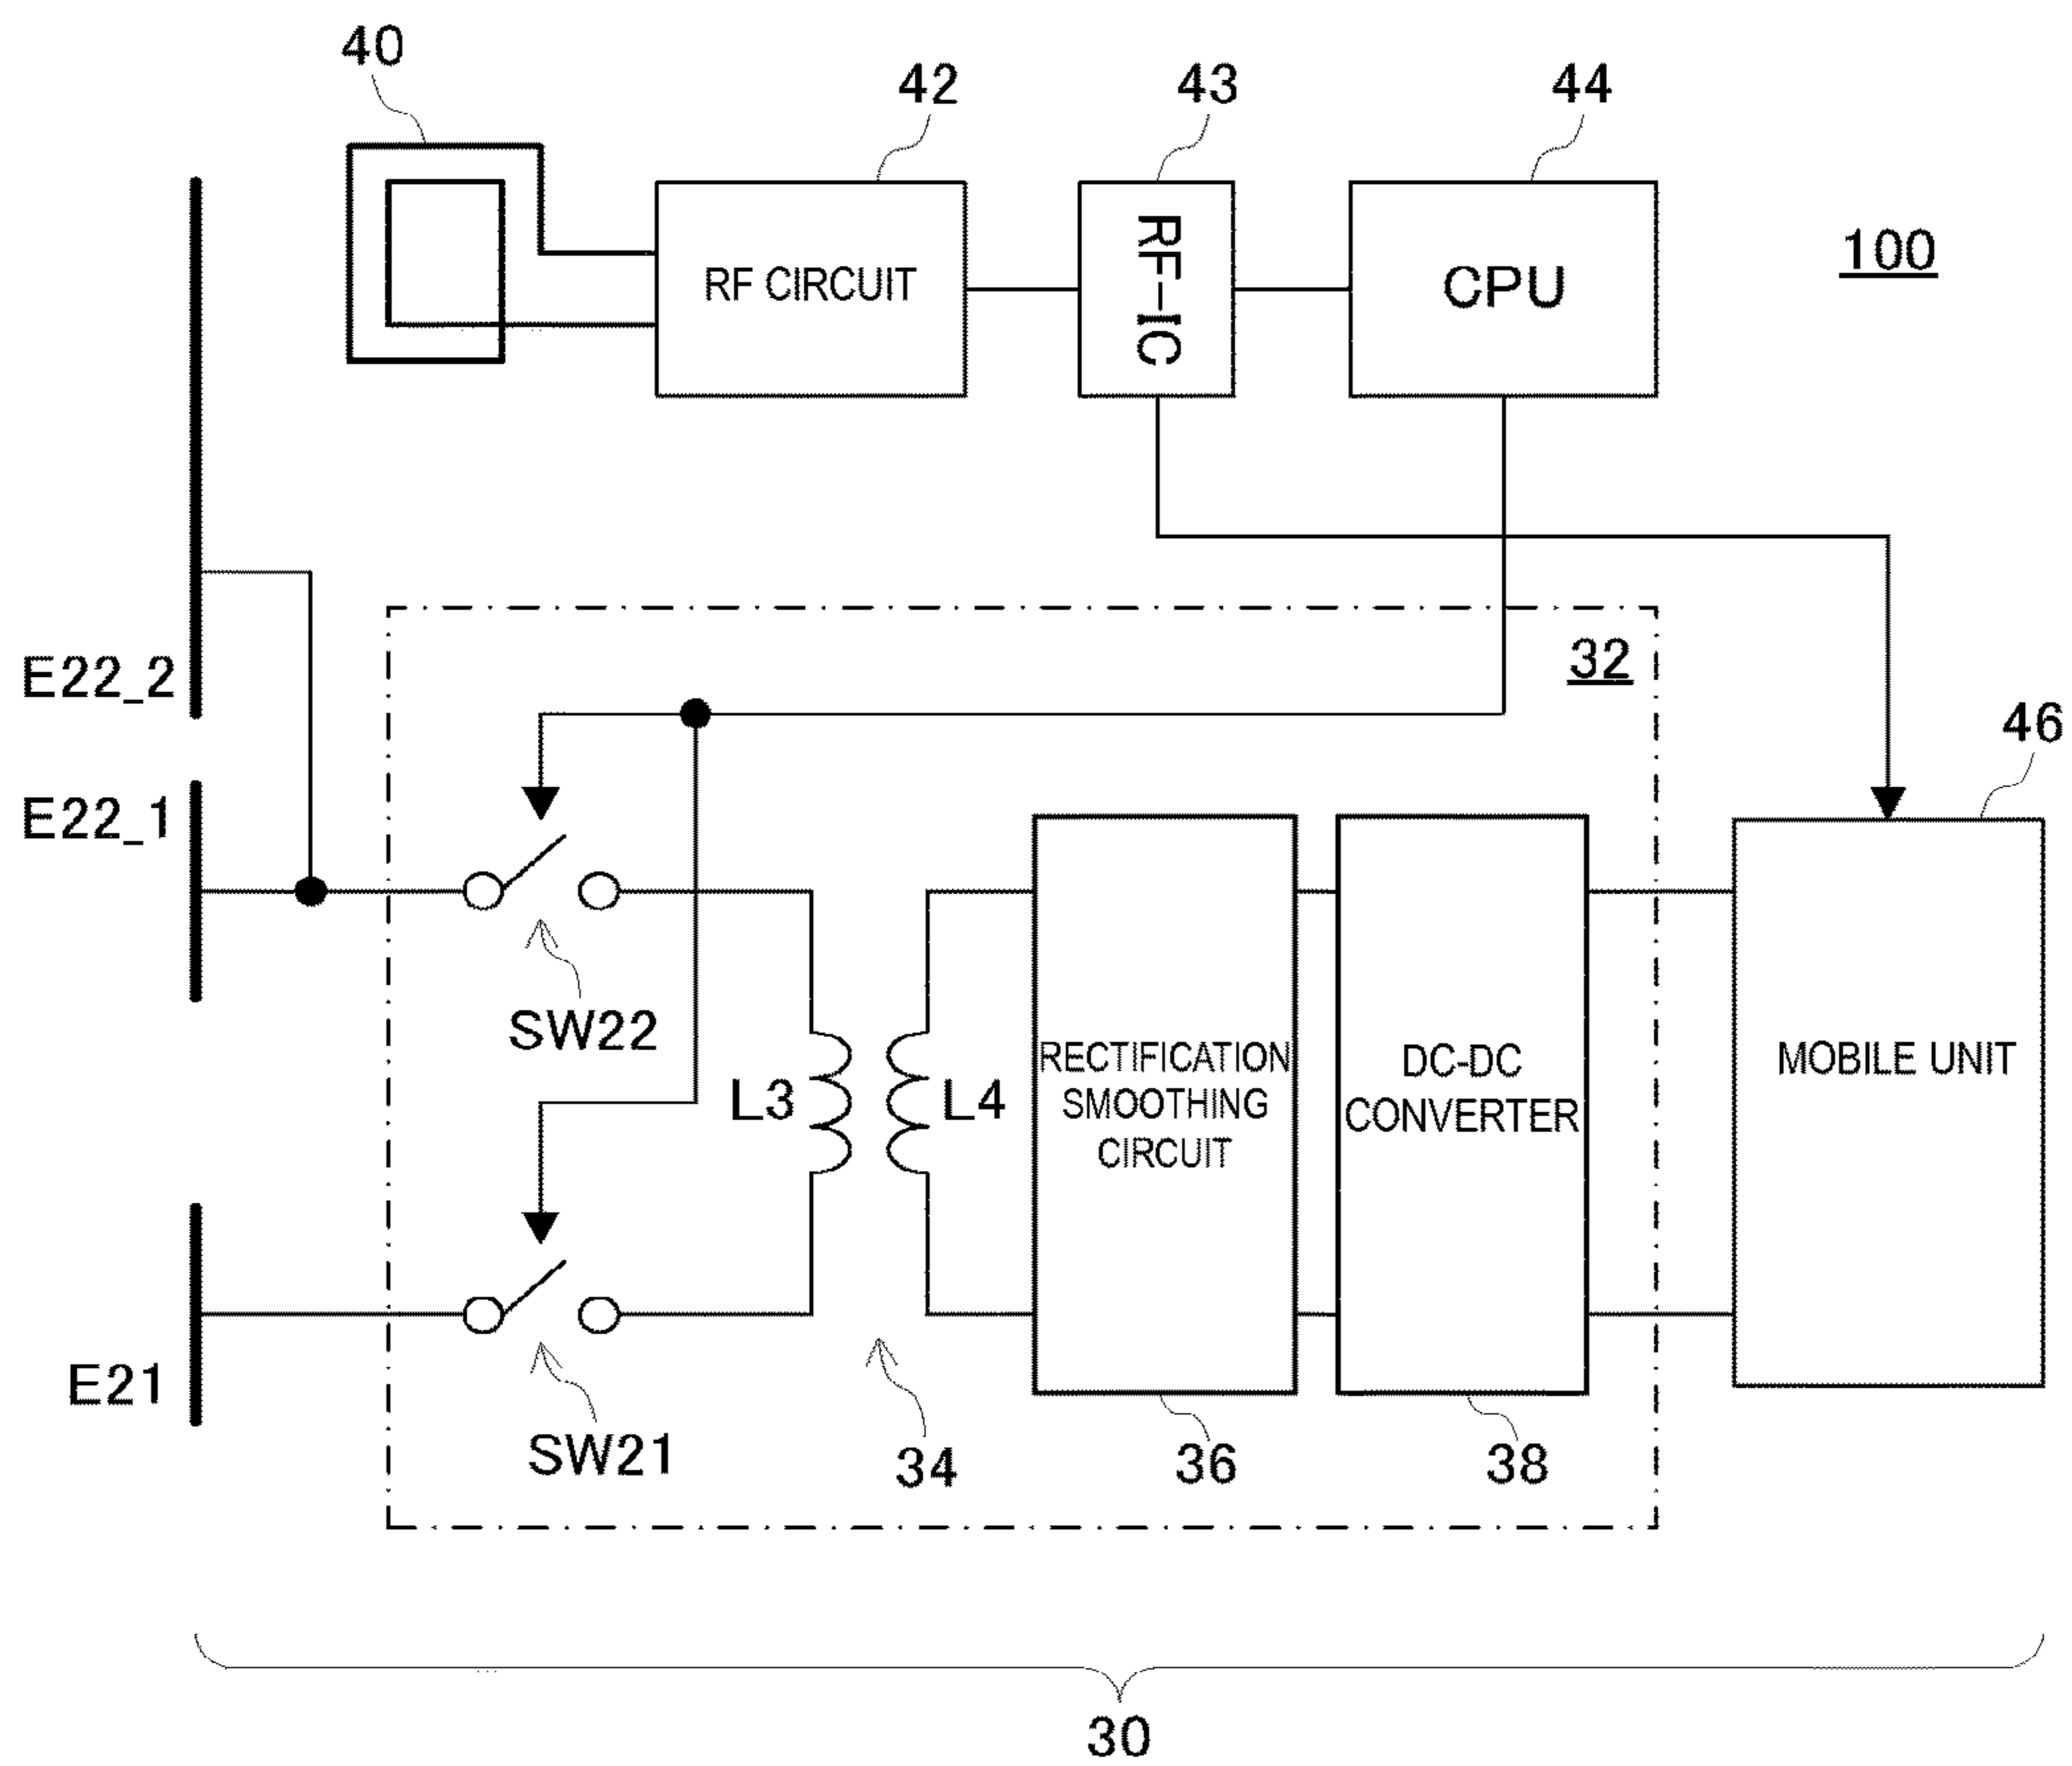 40
42
43
44
RF CIRCUIT
RF-IC
CPU
100
E22_2
32
46
E22_1
SW22
L3
L4
RECTIFICATION
SMOOTHING
CIRCUIT
DC-DC
CONVERTER
MOBILE UNIT
E21
SW21
34
36
38
30